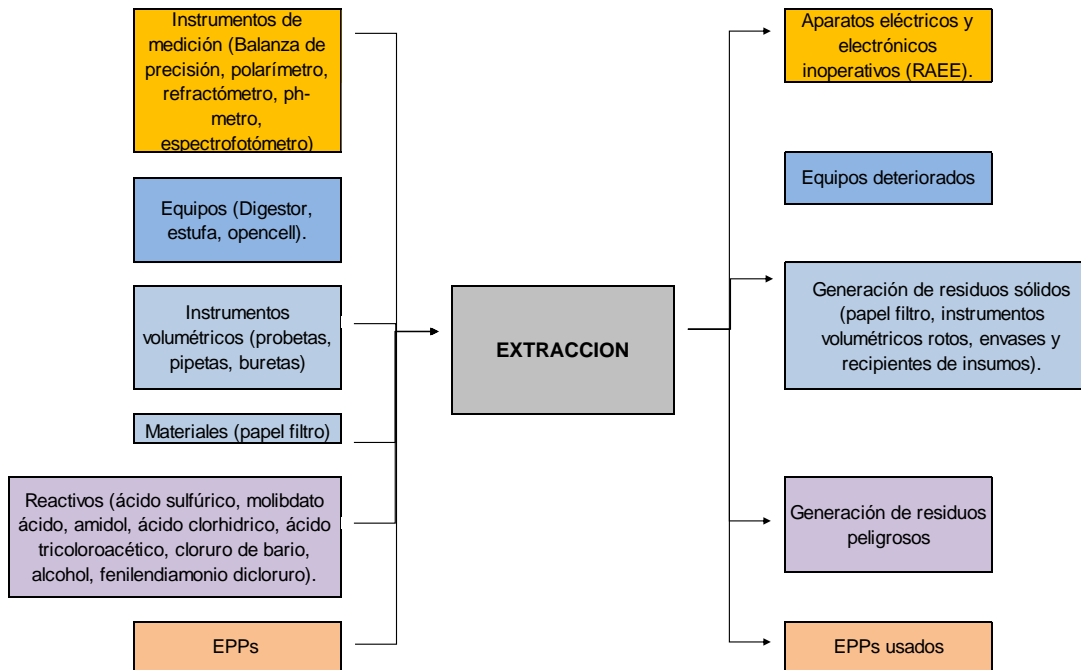 Instrumentos de
medición (Balanza de
precisión, polarímetro,
refractómetro, ph-
metro,
espectrofotómetro)
Equipos (Digestor,
estufa, opencell).
Instrumentos
volumétricos (probetas,
pipetas, buretas)
Materiales (papel filtro)
Reactivos (ácido sulfúrico, molibdato
ácido, amidol, ácido clorhidrico, ácido
tricoloroacético, cloruro de bario,
alcohol, fenilendiamonio dicloruro).
EPPs
EXTRACCION
Aparatos eléctricos y
electrónicos
inoperativos (RAEE).
Equipos deteriorados
Generación de residuos sólidos
(papel filtro, instrumentos
volumétricos rotos, envases y
recipientes de insumos).
Generación de residuos
peligrosos
EPPs usados